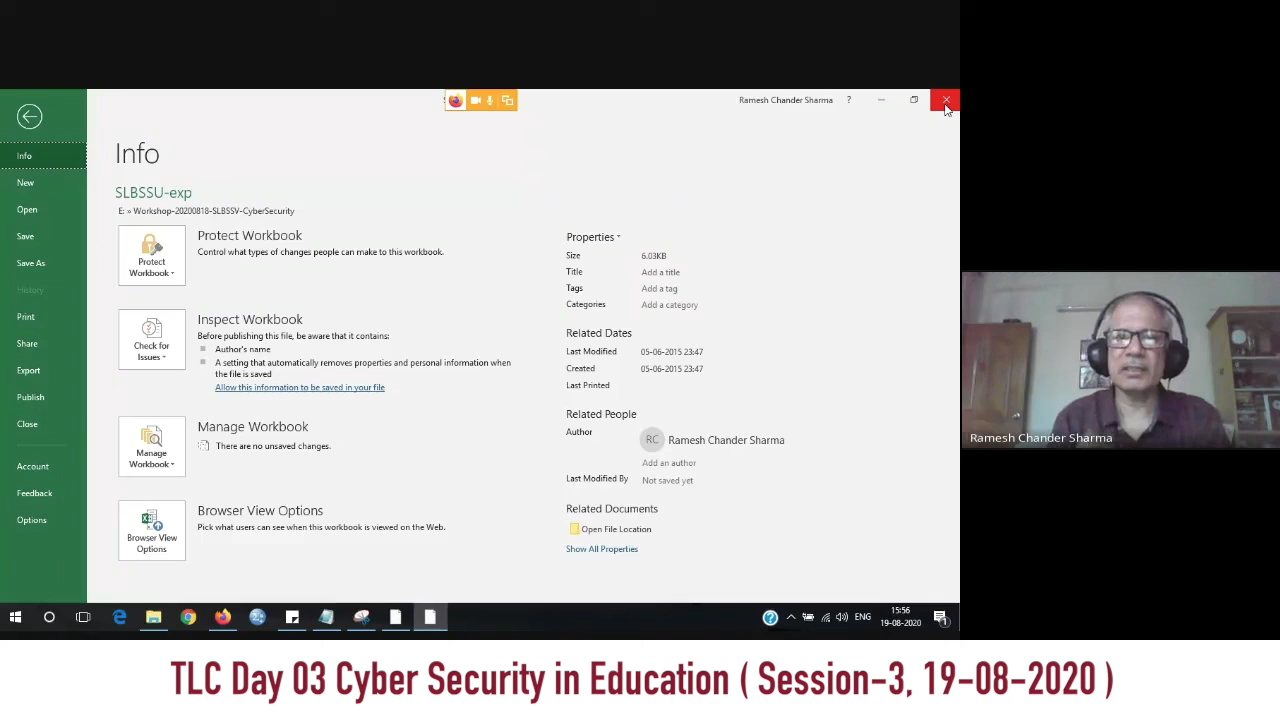 Ramesh Chander Sharma
?
Info
Info
New
SLBSSU-exp
Open
E: » Workshop-20200818-SLBSSV-CyberSecurity
Save
Protect Workbook
Control what types of changes people can make to this workbook.
Protect
Workbook
Save As
History
Print
Share
Export
Publish
Close
Account
Feedback
Options
Inspect Workbook
Before publishing this file, be aware that it contains:
Author's name
A setting that automatically removes properties and personal information when
the file is saved
Allow this information to be saved in your file
Check for
Issues
Manage Workbook
There are no unsaved changes.
Manage
Workbook
Browser View Options
Pick what users can see when this workbook is viewed on the Web.
Browser View
Options
Properties
Size 6.03KB
Title Add a title
Tags Add a tag
Categories Add a category
Related Dates
Last Modified 05-06-2015 23:47
Created 05-06-2015 23:47
Last Printed
Related People
Author RC Ramesh Chander Sharma
Add an author
Last Modified By Not saved yet
Related Documents
Open File Location
Show All Properties
Ramesh Chander Sharma
ENG
15:56
19-08-2020
1
TLC Day 03 Cyber Security in Education ( Session-3, 19-08-2020 )